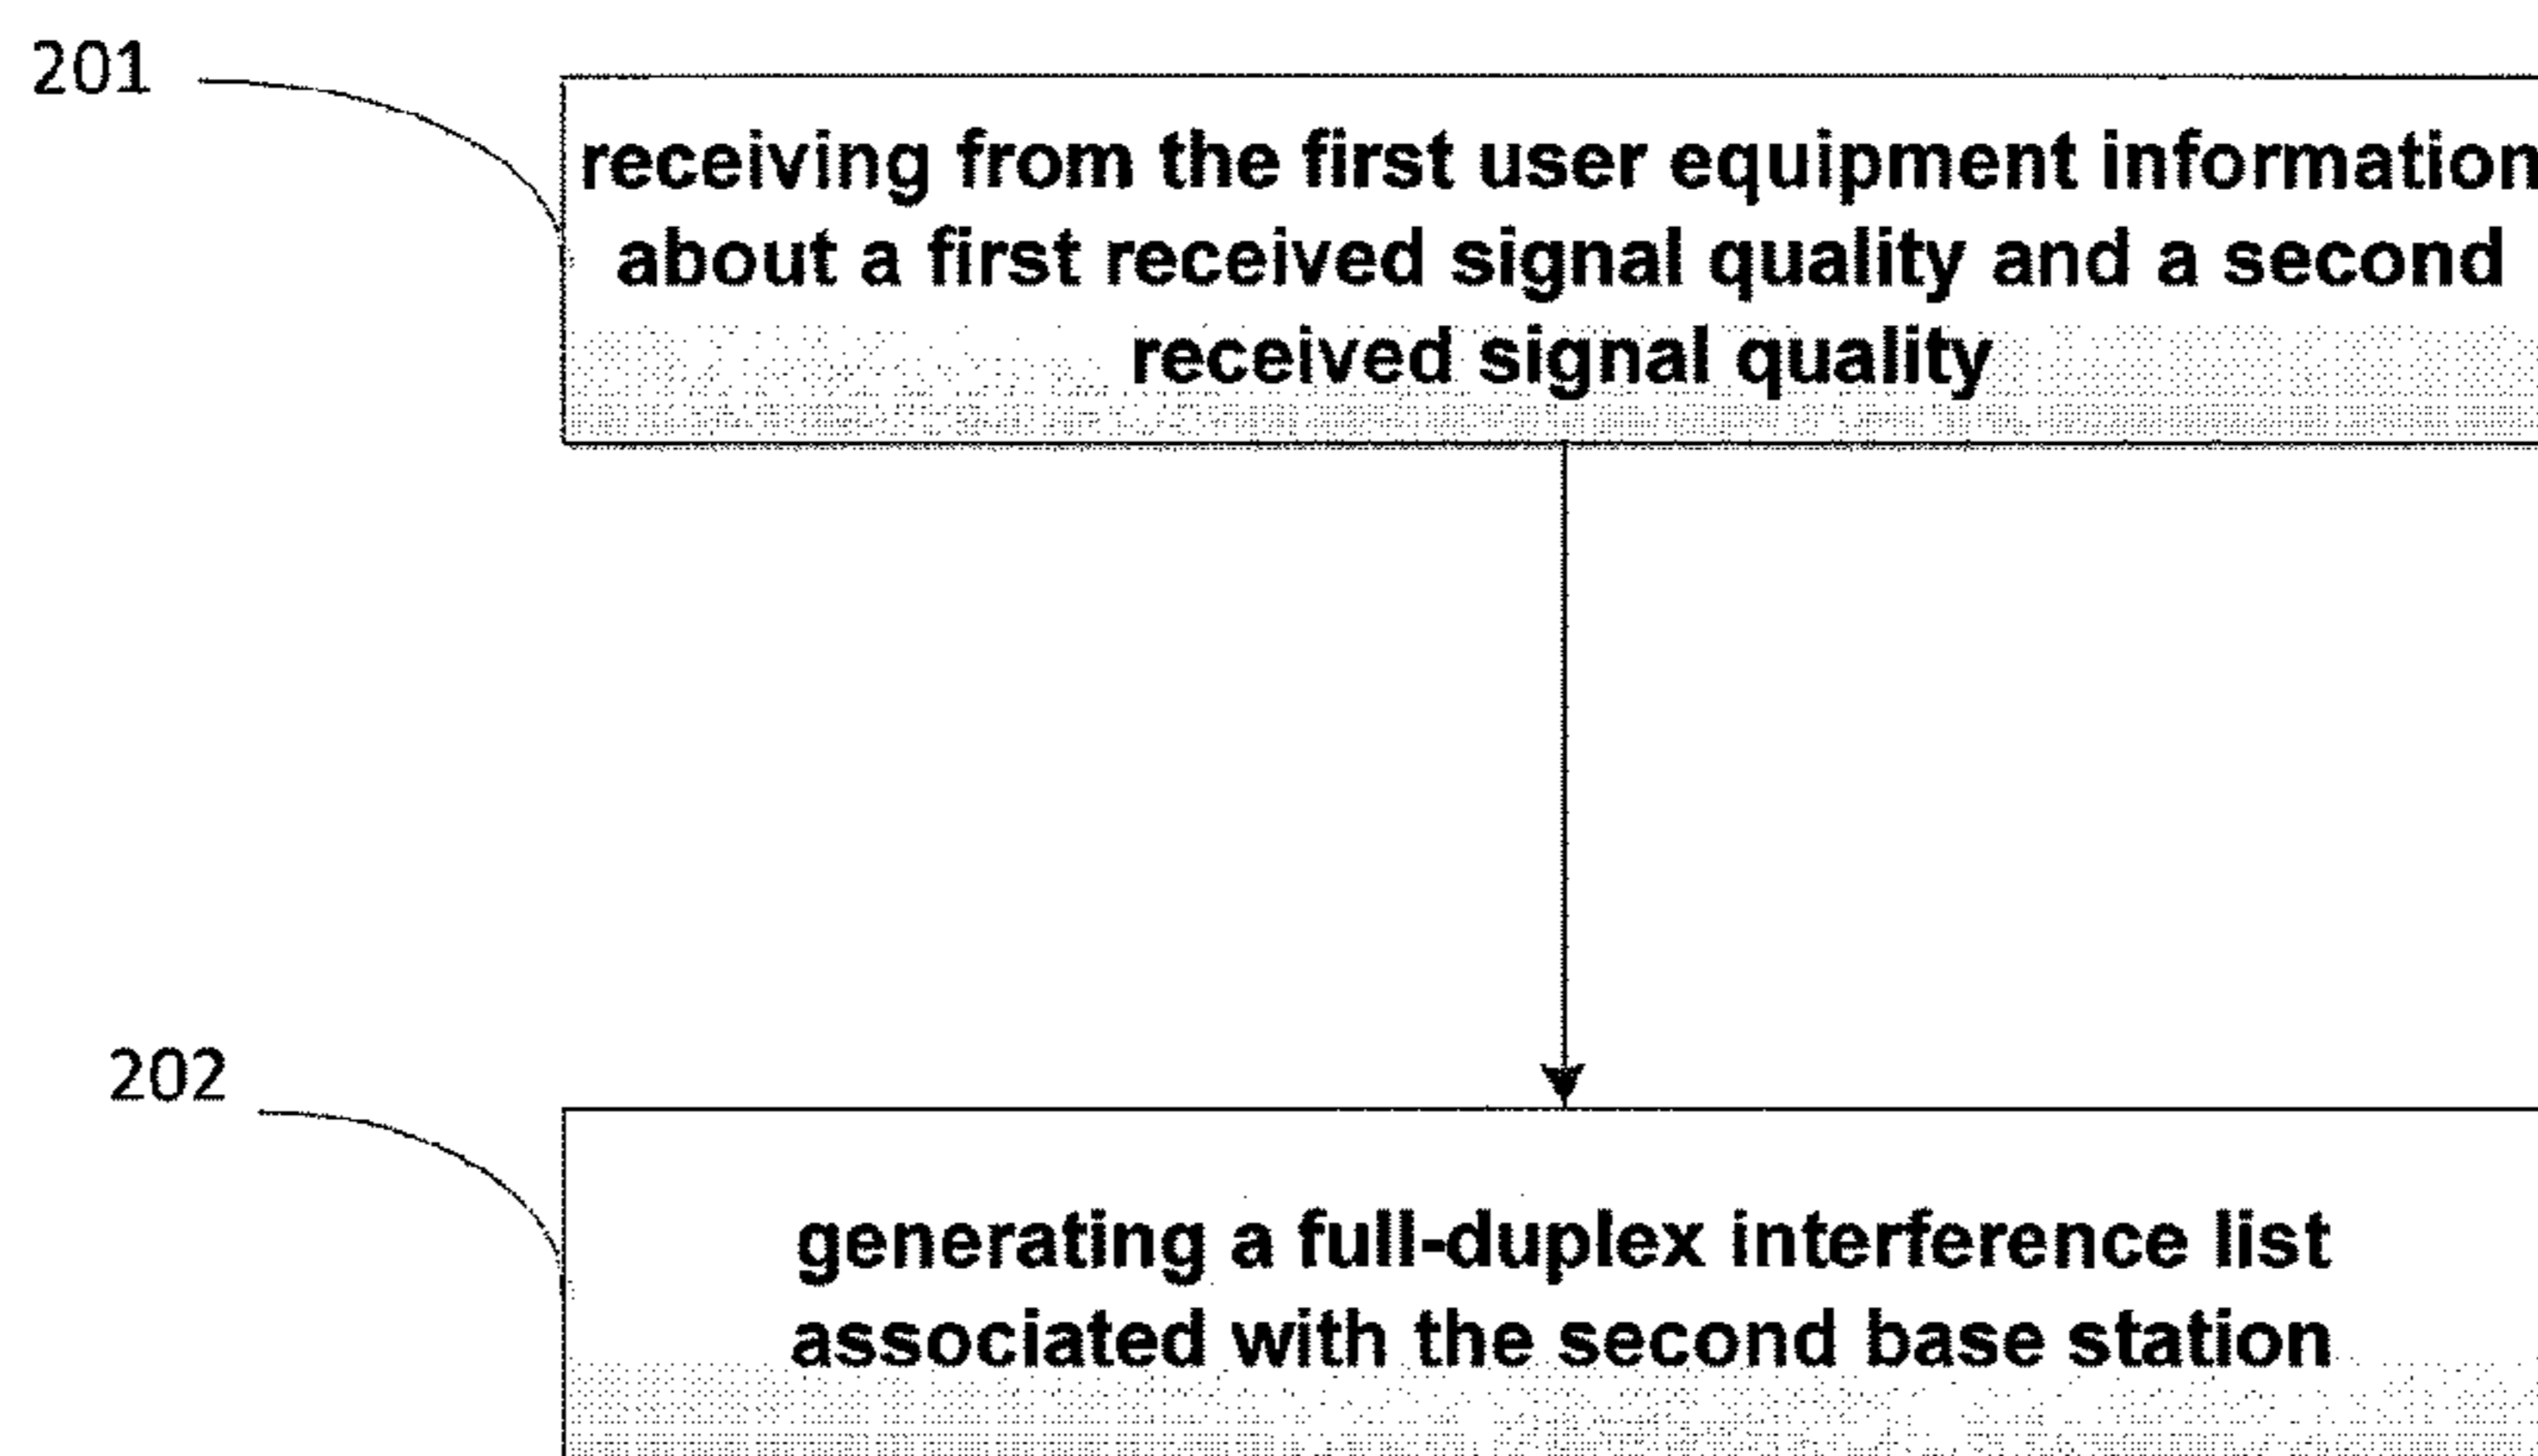 201
receiving from the first user equipment information
about a first received signal quality and a second
received signal quality
202
generating a full-duplex interference list
associated with the second base station